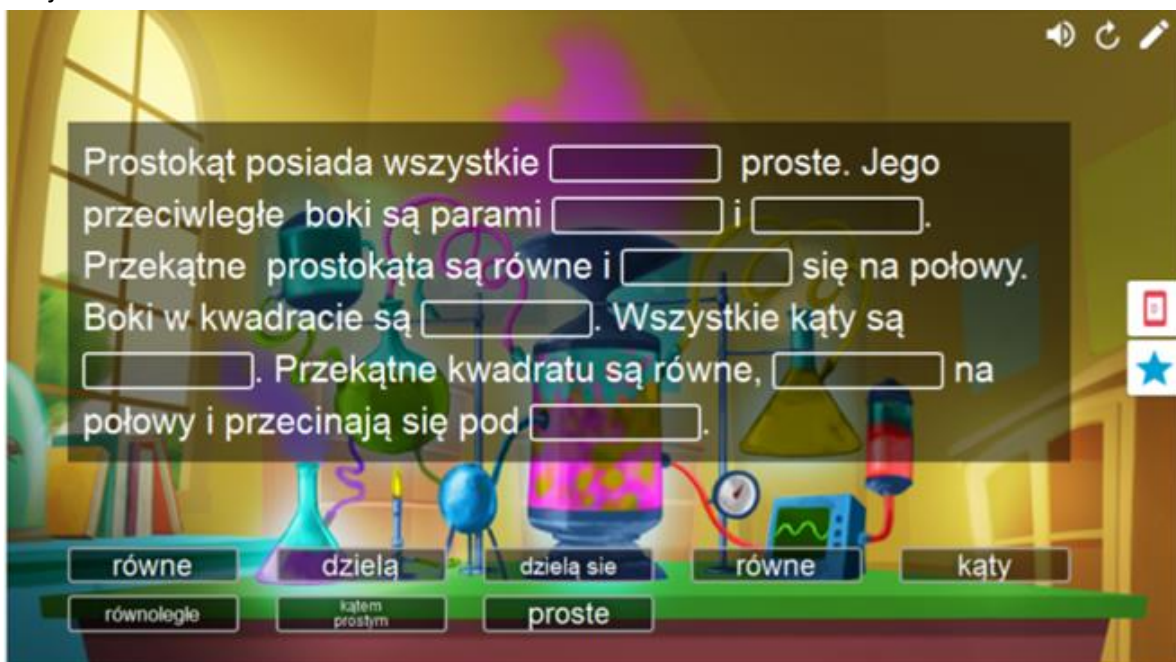 Prostokąt posiada wszystkie proste. Jego
przeciwległe boki są parami i .
Przekątne prostokąta są równe i się na połowy.
Boki w kwadracie są . Wszystkie kąty są
. Przekątne kwadratu są równe, na
połowy i przecinają się pod .
równe dzielą dzielą sie równe kąty
równoległe kątem prostym proste